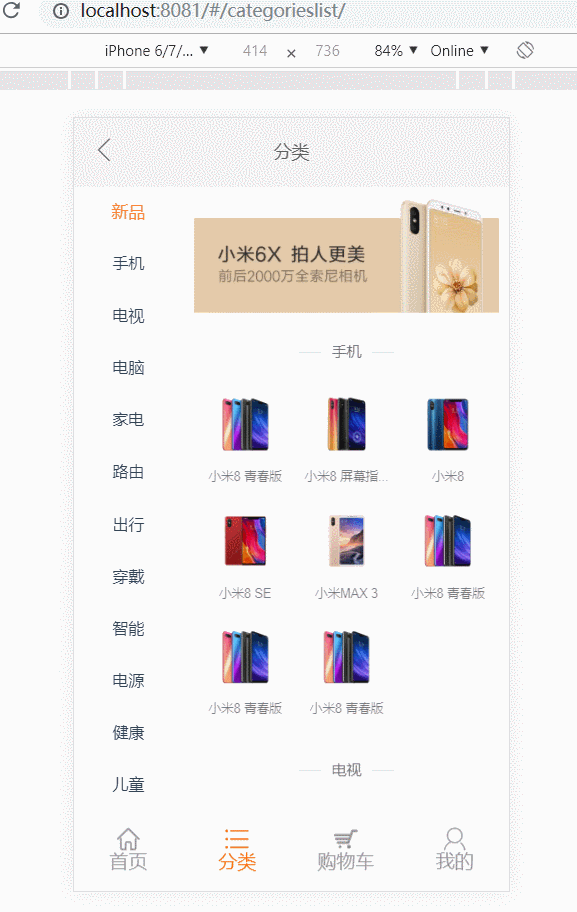 localhost:8081/#/categorieslist/
iPhone 6/7/... ▼ 414 × 736 84% ▼ Online ▼
分类
新品
手机
电视
电脑
家电
路由
出行
穿戴
智能
电源
健康
儿童
小米6X 拍人更美
前后2000万全索尼相机
手机
小米8 青春版
小米8 屏幕指...
小米8
小米8 SE
小米MAX 3
小米8 青春版
小米8 青春版
小米8 青春版
电视
首页
分类
购物车
我的